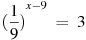 (1/9)^{x-9} = 3